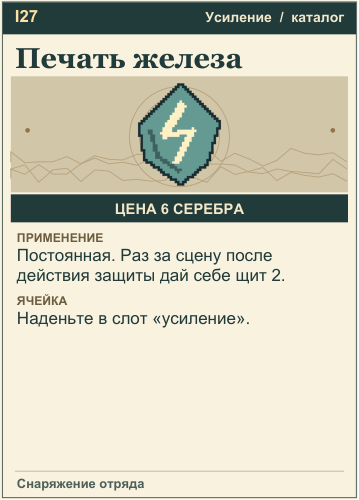 I27
Усиление / каталог
Печать железа
ЦЕНА 6 СЕРЕБРА
ПРИМЕНЕНИЕ
Постоянная. Раз за сцену после
действия защиты дай себе щит 2.
ЯЧЕЙКА
Наденьте в слот «усиление».
Снаряжение отряда